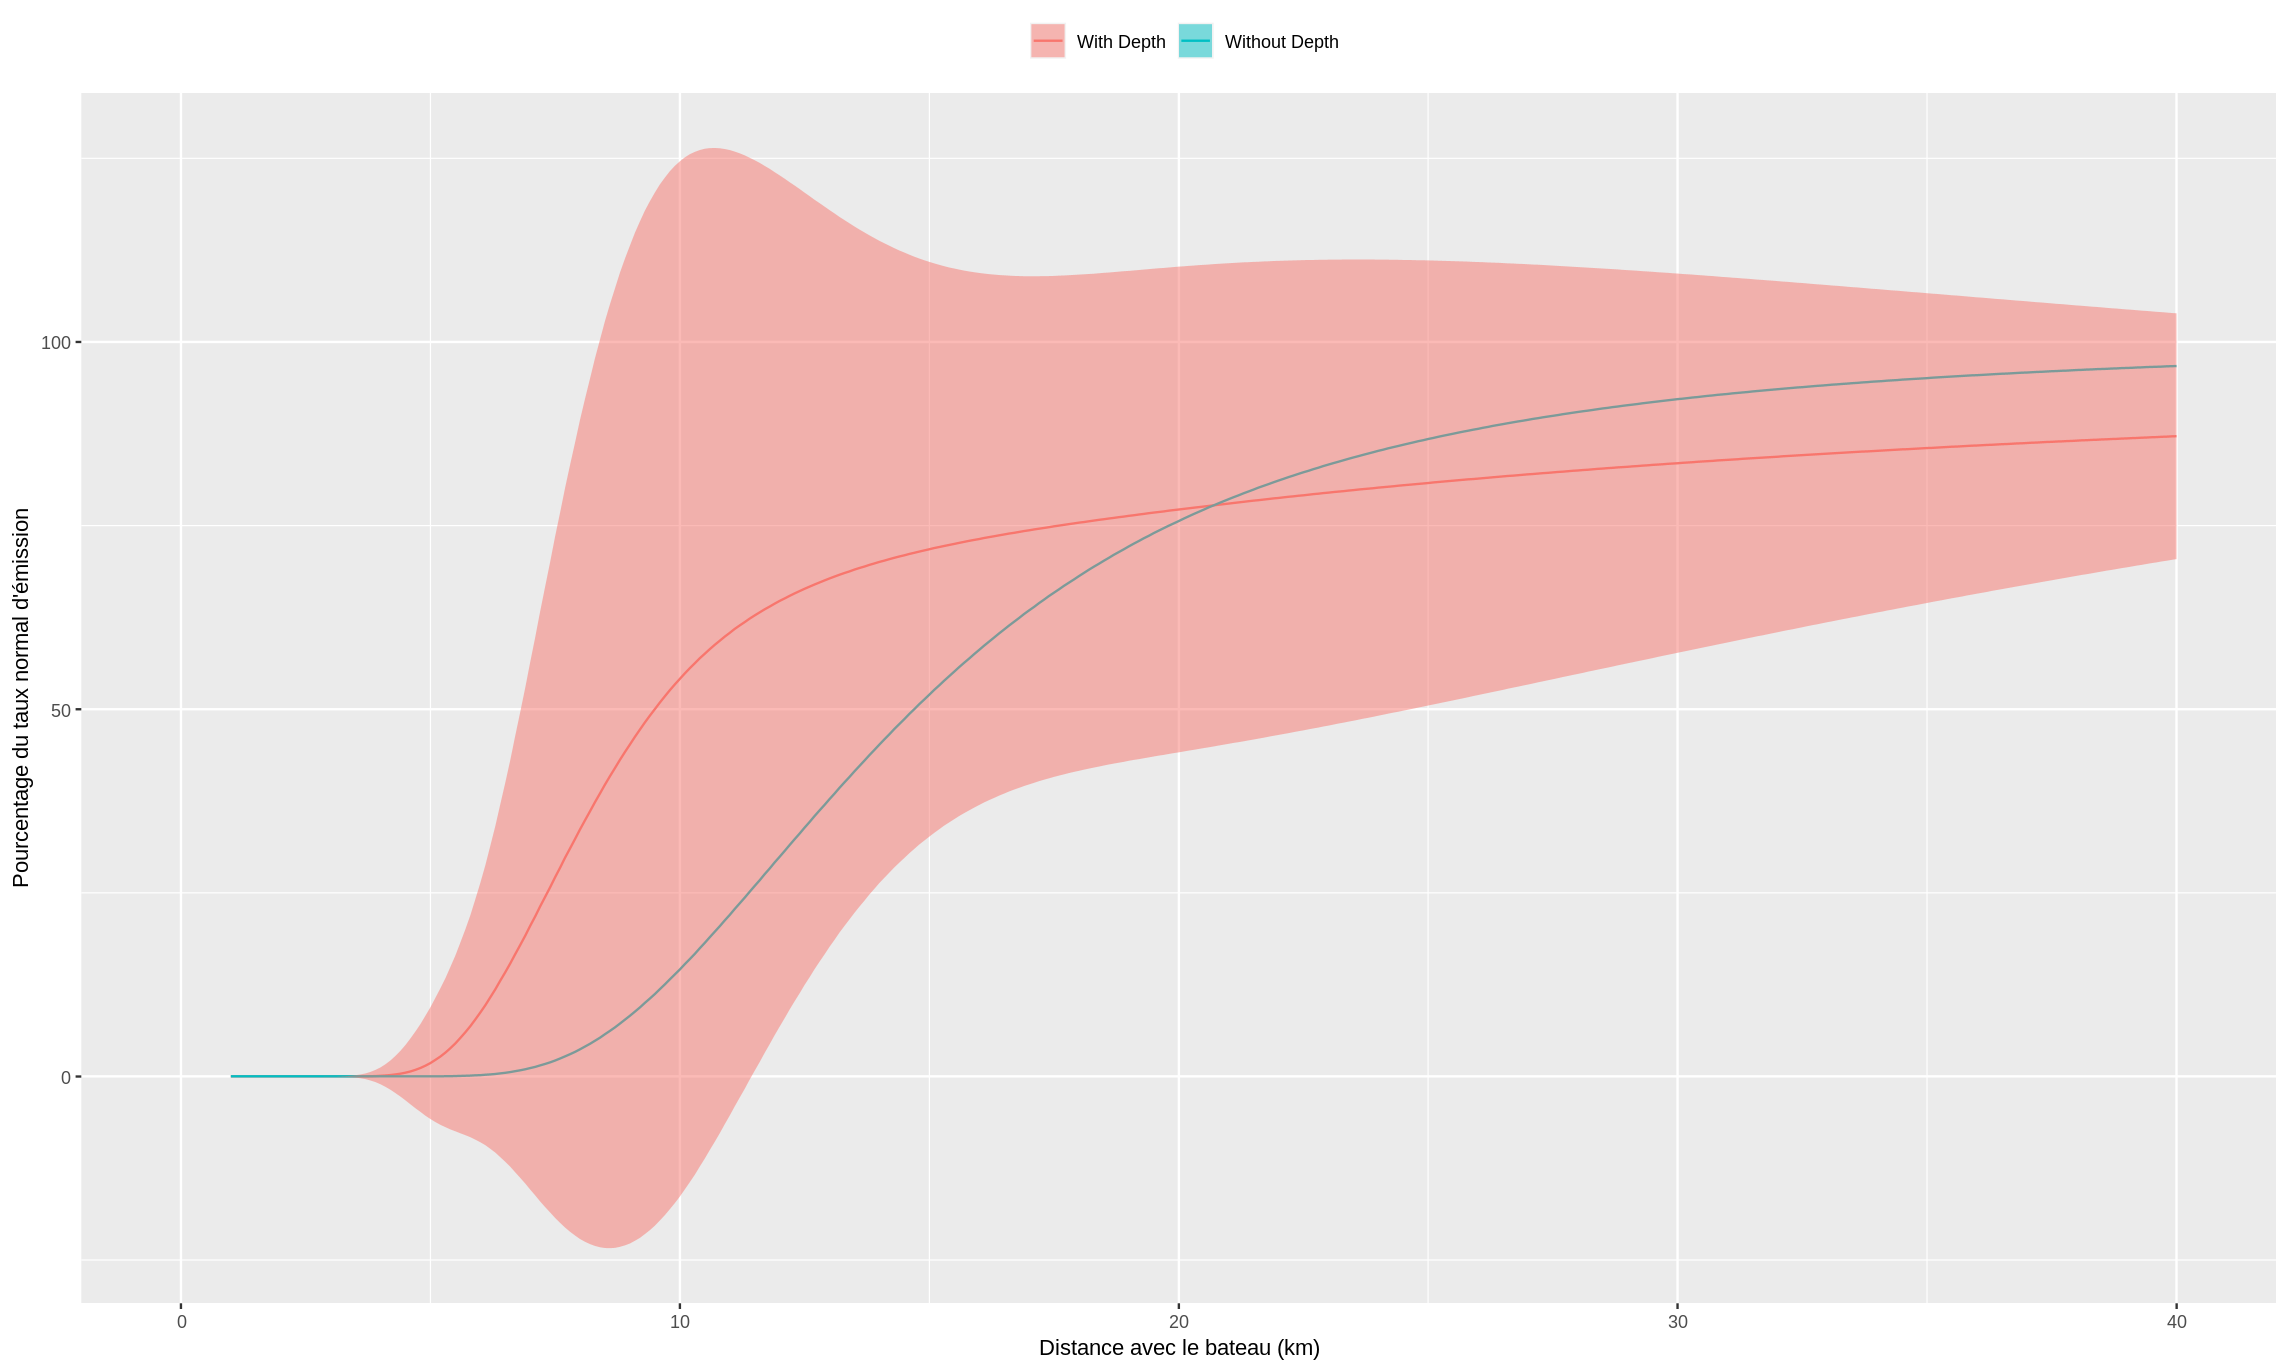 With Depth Without Depth
100
50
0
Pourcentage du taux normal d'émission
0 10 20 30 40
Distance avec le bateau (km)